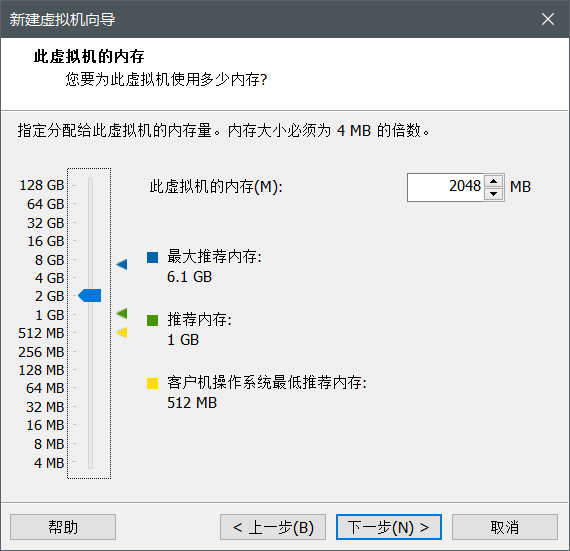 新建虚拟机向导
此虚拟机的内存
您要为此虚拟机使用多少内存?
指定分配给此虚拟机的内存量。内存大小必须为 4 MB 的倍数。
此虚拟机的内存(M):
2048
MB
128 GB
64 GB
32 GB
16 GB
8 GB
4 GB
2 GB
1 GB
512 MB
256 MB
128 MB
64 MB
32 MB
16 MB
8 MB
4 MB
最大推荐内存:
6.1 GB
推荐内存:
1 GB
客户机操作系统最低推荐内存:
512 MB
帮助
< 上一步(B)
下一步(N) >
取消